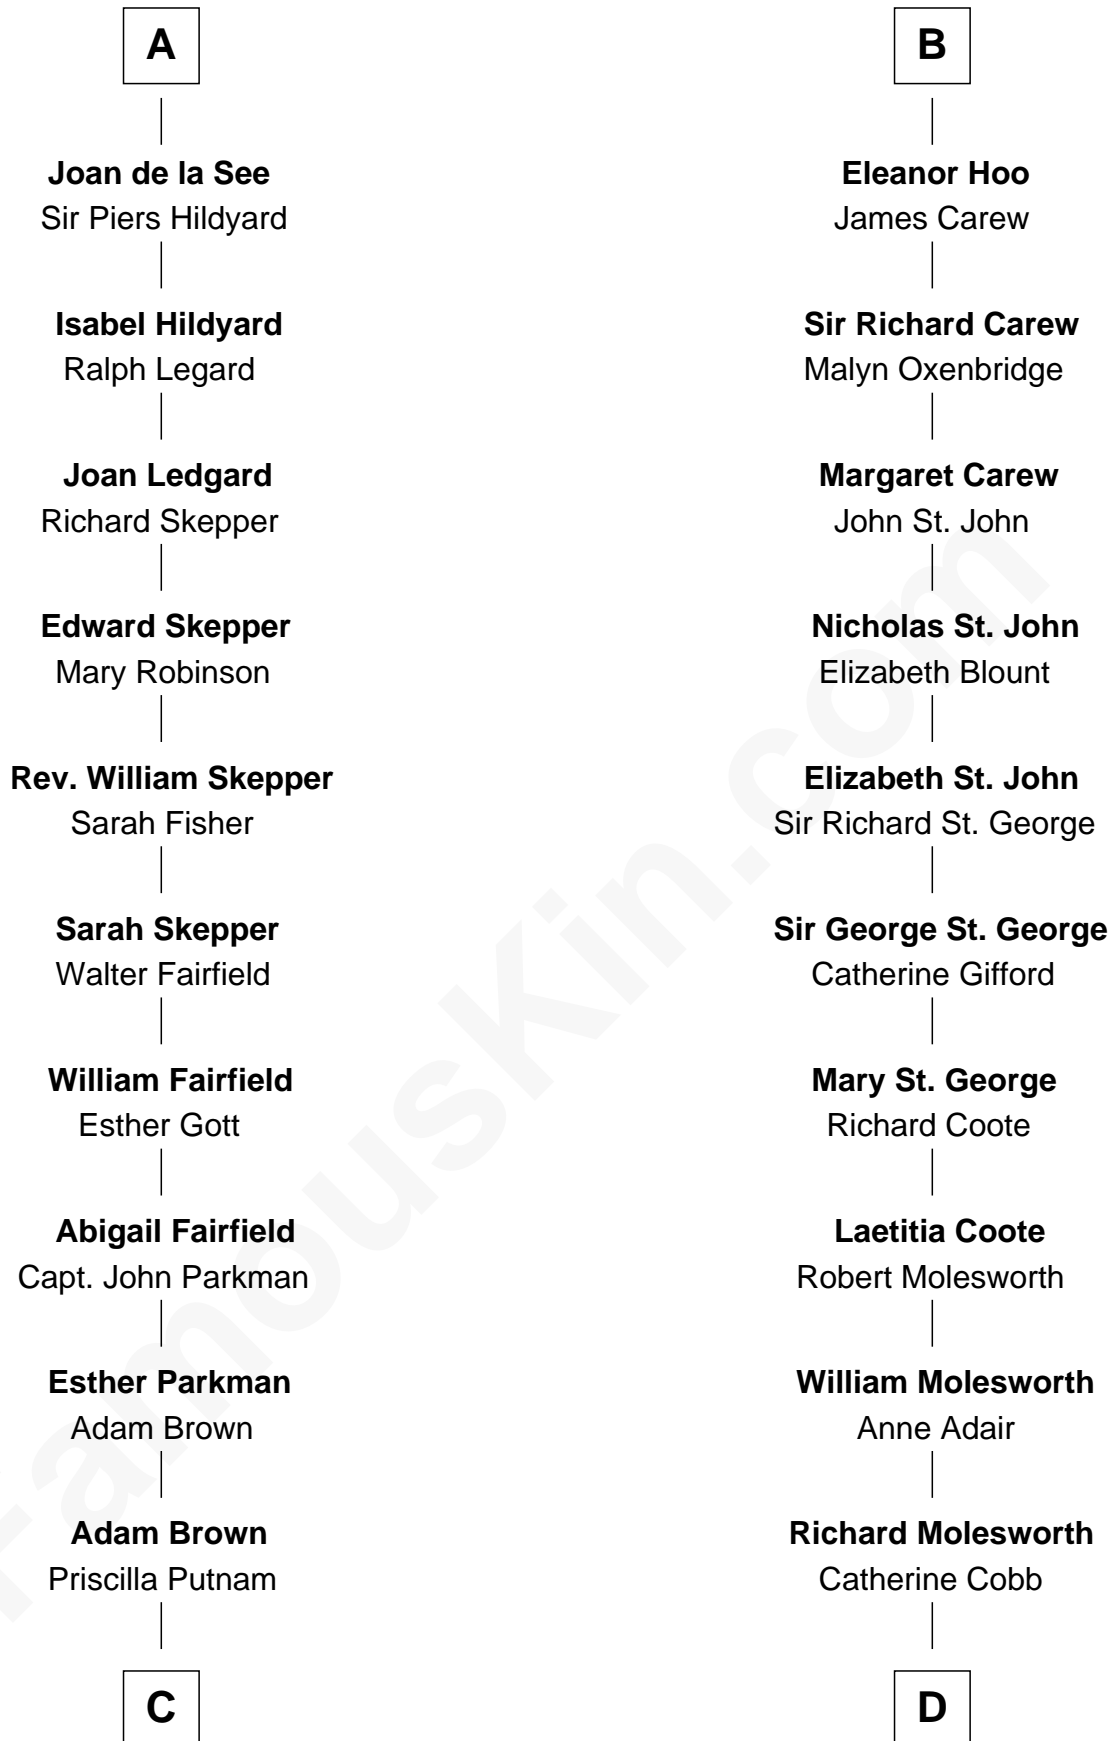 A
Joan de la See
Sir Piers Hildyard
Isabel Hildyard
Ralph Legard
Joan Ledgard
Richard Skepper
Edward Skepper
Mary Robinson
Rev. William Skepper
Sarah Fisher
Sarah Skepper
Walter Fairfield
William Fairfield
Esther Gott
Abigail Fairfield
Capt. John Parkman
Esther Parkman
Adam Brown
Adam Brown
Priscilla Putnam
C
B
Eleanor Hoo
James Carew
Sir Richard Carew
Malyn Oxenbridge
Margaret Carew
John St. John
Nicholas St. John
Elizabeth Blount
Elizabeth St. John
Sir Richard St. George
Sir George St. George
Catherine Gifford
Mary St. George
Richard Coote
Laetitia Coote
Robert Molesworth
William Molesworth
Anne Adair
Richard Molesworth
Catherine Cobb
D
FamousKin.com